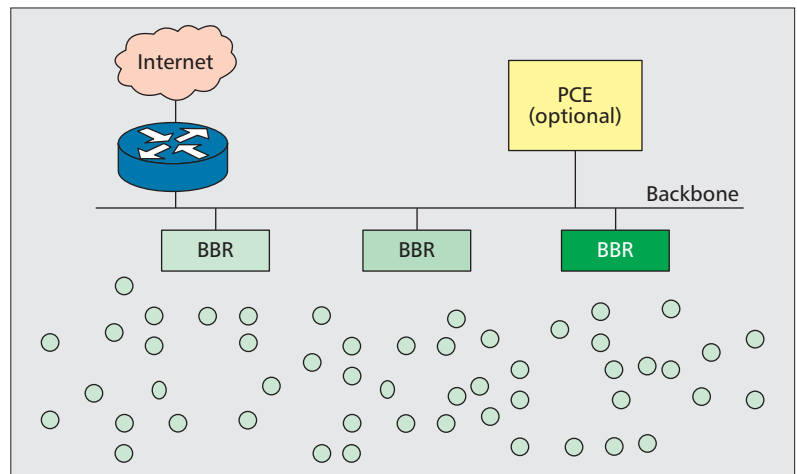 Internet
PCE
(optional)
Backbone
BBR
BBR
BBR